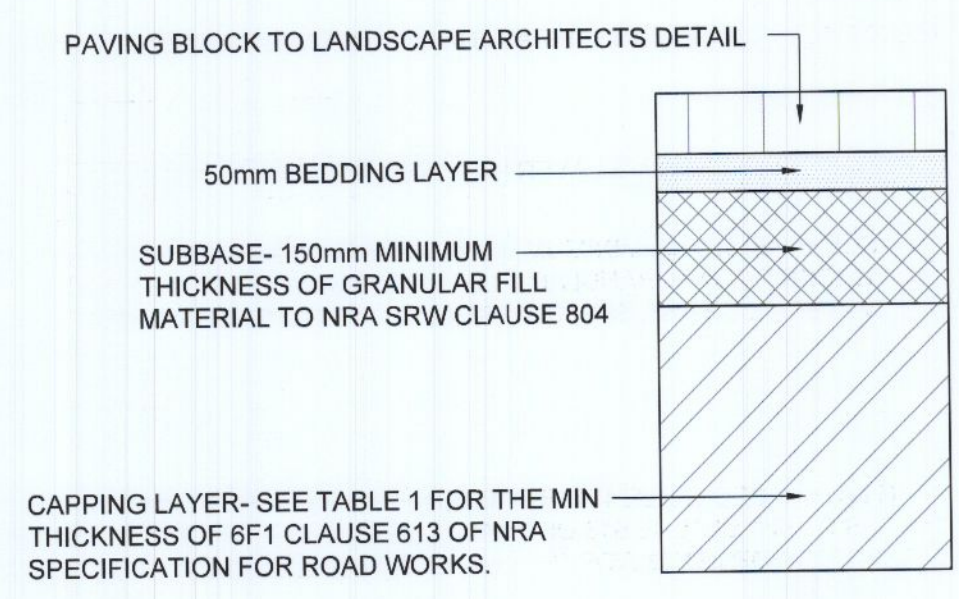 PAVING BLOCK TO LANDSCAPE ARCHITECTS DETAIL
50mm BEDDING LAYER
SUBBASE- 150mm MINIMUM
THICKNESS OF GRANULAR FILL
MATERIAL TO NRA SRW CLAUSE 804
CAPPING LAYER- SEE TABLE 1 FOR THE MIN
THICKNESS OF 6F1 CLAUSE 613 OF NRA
SPECIFICATION FOR ROAD WORKS.